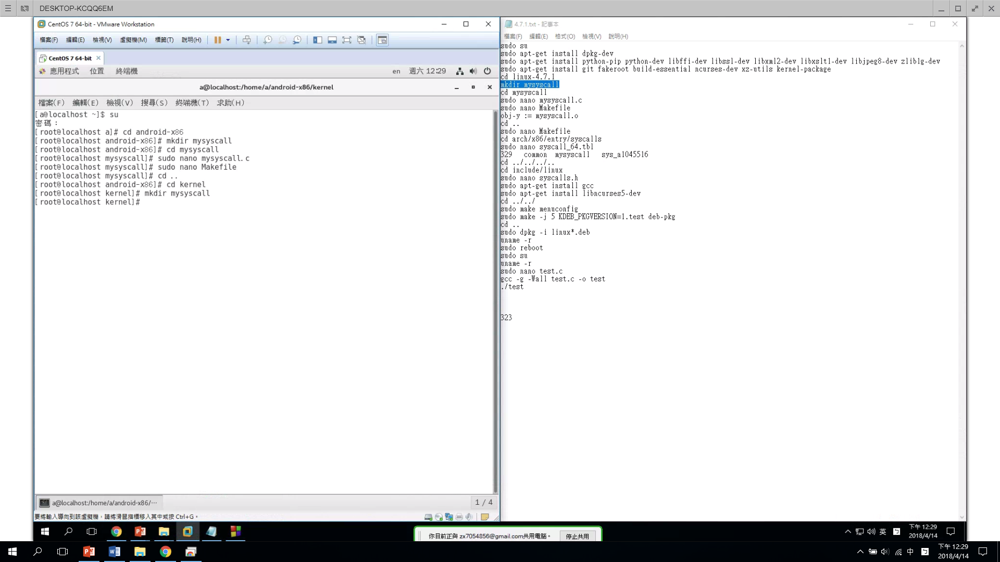 DESKTOP-KCQQ6EM
CentOS 7 64-bit - VMware Workstation
檔案(F) 編輯(E) 檢視(V) 虛擬機(M) 標籤(T) 說明(H)
CentOS 7 64-bit
應用程式 位置 終端機 en 週六 12:29
a@localhost:/home/a/android-x86/kernel
檔案(F) 編輯(E) 檢視(V) 搜尋(S) 終端機(T) 求助(H)
[a@localhost ~]$ su
密碼：
[root@localhost a]# cd android-x86
[root@localhost android-x86]# mkdir mysyscall
[root@localhost android-x86]# cd mysyscall
[root@localhost mysyscall]# sudo nano mysyscall.c
[root@localhost mysyscall]# sudo nano Makefile
[root@localhost mysyscall]# cd ..
[root@localhost android-x86]# cd kernel
[root@localhost kernel]# mkdir mysyscall
[root@localhost kernel]#
a@localhost:/home/a/android-x86/··· 1 / 4
要將輸入導向到該虛擬機，請將滑鼠指標移入其中或按 Ctrl+G。
4.7.1.txt - 記事本
檔案(F) 編輯(E) 格式(O) 檢視(V) 說明(H)
sudo su
sudo apt-get install dpkg-dev
sudo apt-get install python-pip python-dev libffi-dev libssl-dev libxml2-dev libxslt1-dev libjpeg8-dev zlib1g-dev
sudo apt-get install git fakeroot build-essential ncurses-dev xz-utils kernel-package
cd linux-4.7.1
mkdir mysyscall
cd mysyscall
sudo nano mysyscall.c
sudo nano Makefile
obj-y := mysyscall.o
cd ..
sudo nano Makefile
cd arch/x86/entry/syscalls
sudo nano syscall_64.tbl
329 common mysyscall sys_a1045516
cd ../../../..
cd include/linux
sudo nano syscalls.h
sudo apt-get install gcc
sudo apt-get install libncurses5-dev
cd ../../
sudo make menuconfig
sudo make -j 5 KDEB_PKGVERSION=1.test deb-pkg
cd ..
sudo dpkg -i linux*.deb
uname -r
sudo reboot
sudo su
uname -r
sudo nano test.c
gcc -g -Wall test.c -o test
./test
323
你目前正與 zx7054856@gmail.com共用電腦。 停止共用
英 下午 12:29
2018/4/14
中 下午 12:29
2018/4/14